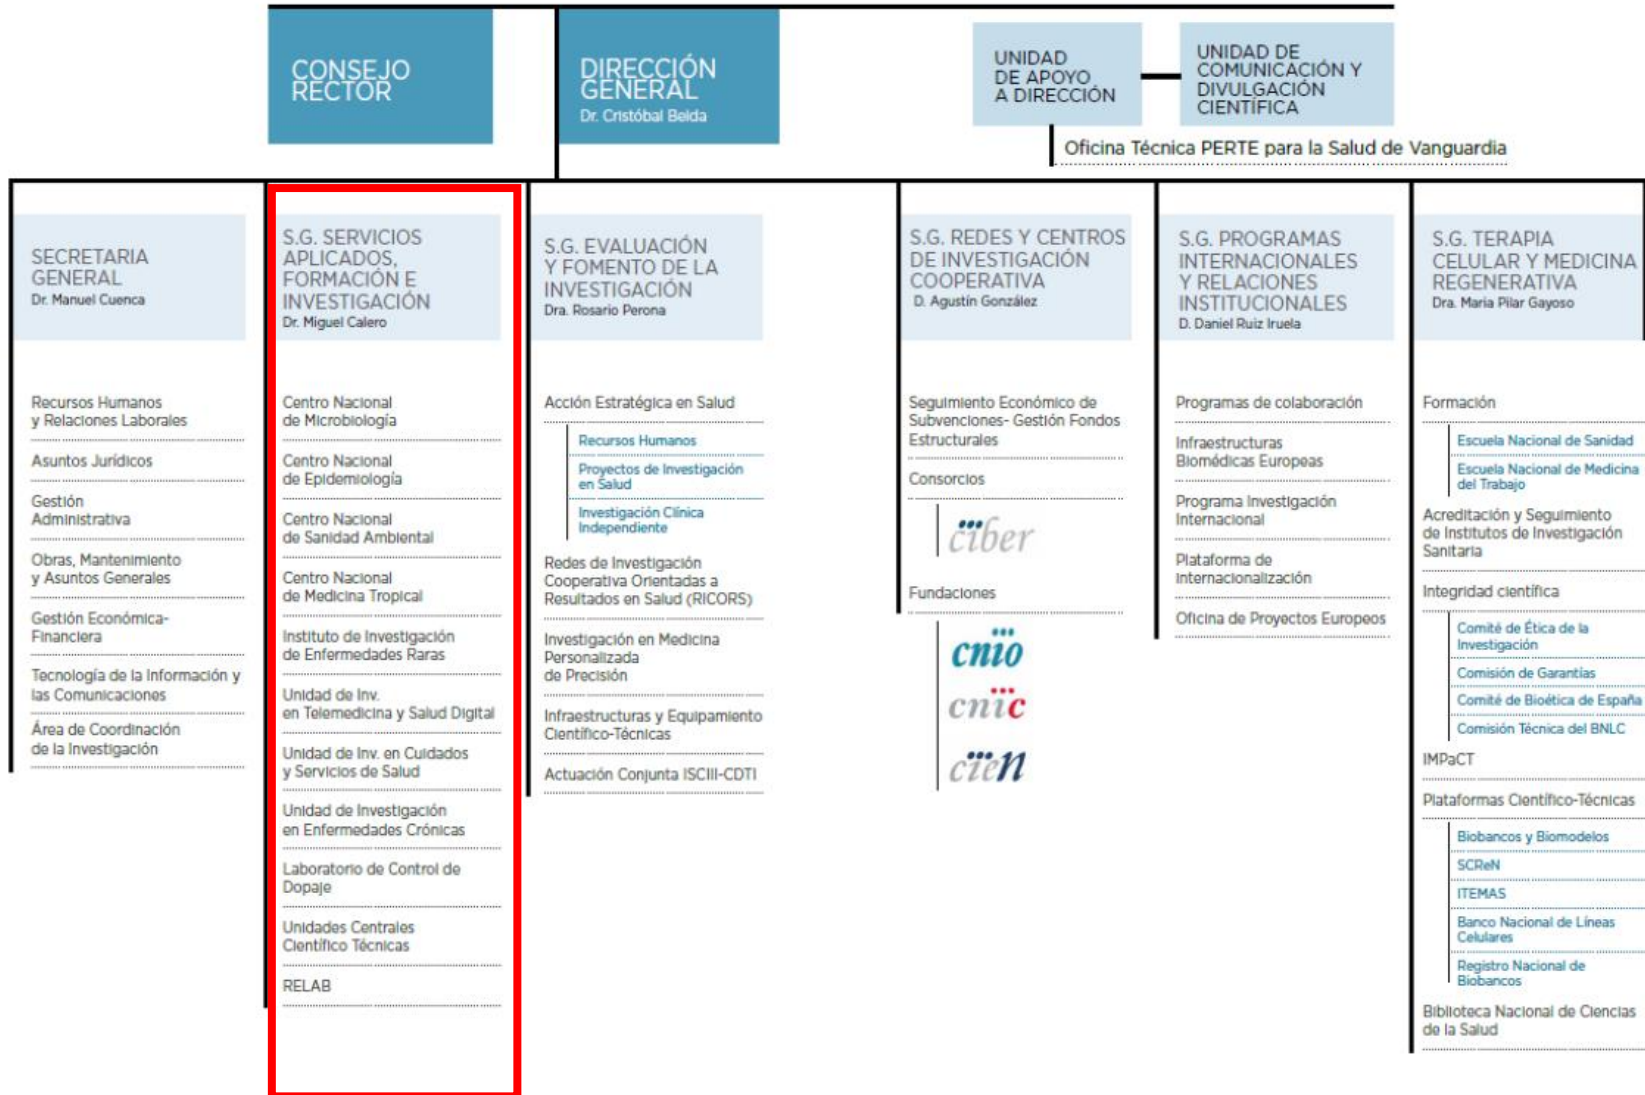 CONSEJO
RECTOR
DIRECCIÓN
GENERAL
Dr. Cristóbal Belda
UNIDAD
DE APOYO
A DIRECCIÓN
UNIDAD DE
COMUNICACIÓN Y
DIVULGACIÓN
CIENTÍFICA
Oficina Técnica PERTE para la Salud de Vanguardia
SECRETARIA
GENERAL
Dr. Manuel Cuenca
Recursos Humanos
y Relaciones Laborales
Asuntos Jurídicos
Gestión
Administrativa
Obras, Mantenimiento
y Asuntos Generales
Gestión Económica-
Financiera
Tecnología de la Información y
las Comunicaciones
Área de Coordinación
de la Investigación
S.G. SERVICIOS
APLICADOS,
FORMACIÓN E
INVESTIGACIÓN
Dr. Miguel Calero
Centro Nacional
de Microbiología
Centro Nacional
de Epidemiología
Centro Nacional
de Sanidad Ambiental
Centro Nacional
de Medicina Tropical
Instituto de Investigación
de Enfermedades Raras
Unidad de Inv.
en Telemedicina y Salud Digital
Unidad de Inv. en Cuidados
y Servicios de Salud
Unidad de Investigación
en Enfermedades Crónicas
Laboratorio de Control de
Dopaje
Unidades Centrales
Científico Técnicas
RELAB
S.G. EVALUACIÓN
Y FOMENTO DE LA
INVESTIGACIÓN
Dra. Rosario Perona
Acción Estratégica en Salud
Recursos Humanos
Proyectos de Investigación
en Salud
Investigación Clínica
Independiente
Redes de Investigación
Cooperativa Orientadas a
Resultados en Salud (RICORS)
Investigación en Medicina
Personalizada
de Precisión
Infraestructuras y Equipamiento
Científico-Técnicas
Actuación Conjunta ISCIII-CDTI
S.G. REDES Y CENTROS
DE INVESTIGACIÓN
COOPERATIVA
D. Agustín González
Seguimiento Económico de
Subvenciones- Gestión Fondos
Estructurales
Consorcios
ciber
Fundaciones
cnio
cnic
cien
S.G. PROGRAMAS
INTERNACIONALES
Y RELACIONES
INSTITUCIONALES
D. Daniel Ruiz Iruela
Programas de colaboración
Infraestructuras
Biomédicas Europeas
Programa Investigación
Internacional
Plataforma de
Internacionalización
Oficina de Proyectos Europeos
S.G. TERAPIA
CELULAR Y MEDICINA
REGENERATIVA
Dra. Maria Pilar Gayoso
Formación
Escuela Nacional de Sanidad
Escuela Nacional de Medicina
del Trabajo
Acreditación y Seguimiento
de Institutos de Investigación
Sanitaria
Integridad científica
Comité de Ética de la
Investigación
Comisión de Garantías
Comité de Bioética de España
Comisión Técnica del BNLC
IMPaCT
Plataformas Científico-Técnicas
Biobancos y Biomodelos
SCReN
ITEMAS
Banco Nacional de Líneas
Celulares
Registro Nacional de
Biobancos
Biblioteca Nacional de Ciencias
de la Salud